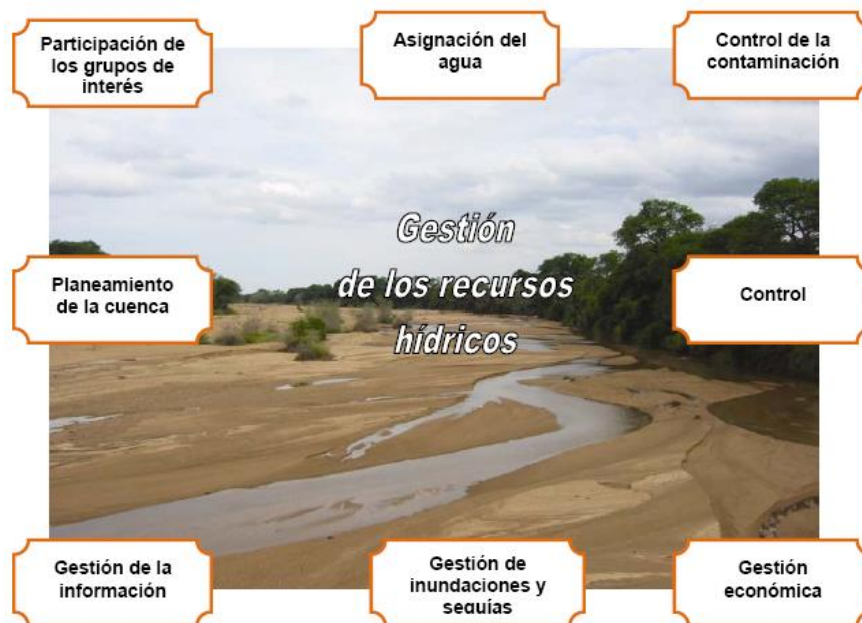 Participación de
los grupos de
interés
Asignación del
agua
Control de la
contaminación
Gestión
de los recursos
hídricos
Planeamiento
de la cuenca
Control
Gestión de la
información
Gestión de
inundaciones y
sequías
Gestión
económica